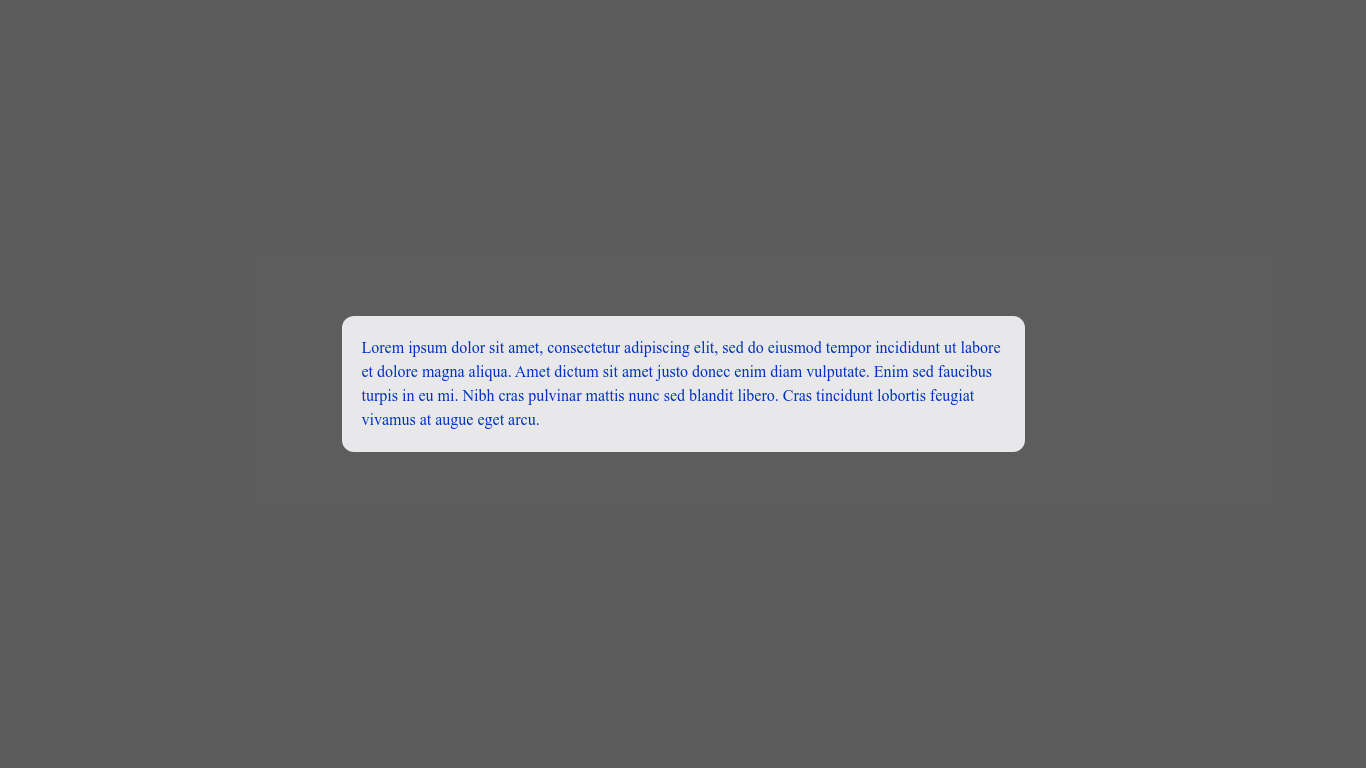 Lorem ipsum dolor sit amet, consectetur adipiscing elit, sed do eiusmod tempor incididunt ut labore
et dolore magna aliqua. Amet dictum sit amet justo donec enim diam vulputate. Enim sed faucibus
turpis in eu mi. Nibh cras pulvinar mattis nunc sed blandit libero. Cras tincidunt lobortis feugiat
vivamus at augue eget arcu.